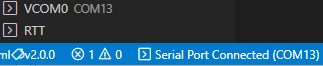 VCOM0 COM13
RTT
v2.0.0 1 0 Serial Port Connected (COM13)